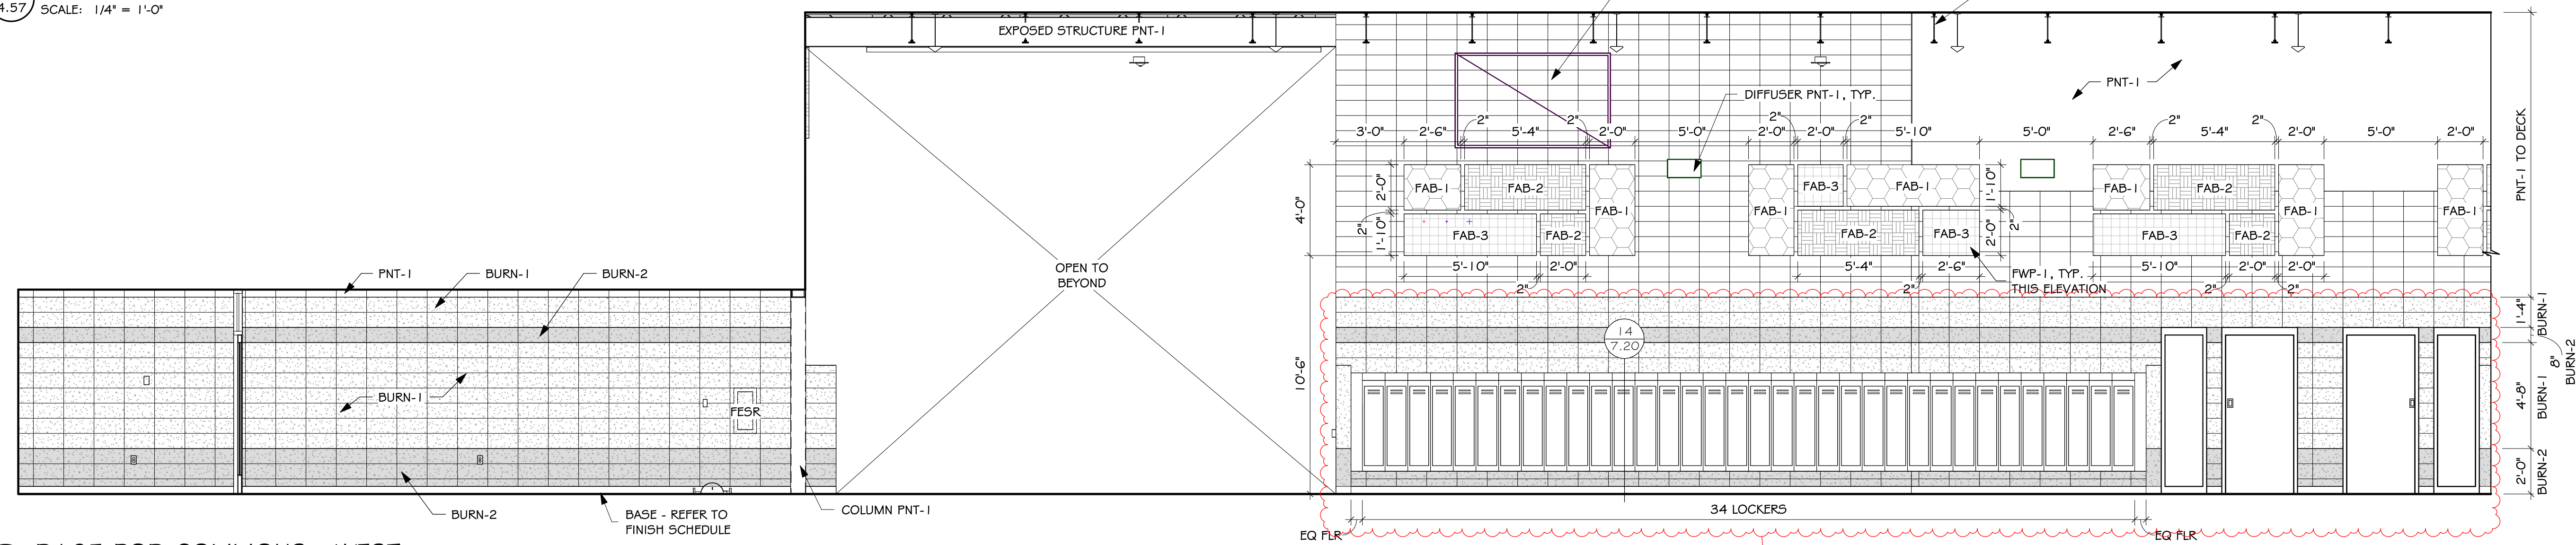 4.57
SCALE: 1/4" = 1'-0"
EXPOSED STRUCTURE PNT-1
PNT-1
DIFFUSER PNT-1, TYP.
3'-0"
2'-6"
2"
5'-4"
2"
2'-0"
5'-0"
2'-0"
2"
2'-0"
2"
5'-10"
5'-0"
2'-6"
2"
5'-4"
2"
2'-0"
5'-0"
2'-0"
PNT-1 TO DECK
4'-0"
2'-0"
2"
1'-10"
FAB-1
FAB-2
FAB-1
FAB-3
FAB-2
FAB-1
FAB-3
FAB-1
FAB-2
FAB-3
1'-10"
2"
2'-0"
FAB-1
FAB-2
FAB-1
FAB-3
FAB-2
FAB-1
5'-10"
2'-0"
2"
5'-4"
2'-6"
2"
5'-10"
2'-0"
2'-0"
2"
2"
FWP-1, TYP.
THIS ELEVATION
OPEN TO
BEYOND
PNT-1
BURN-1
BURN-2
BURN-1
FESR
BURN-2
BASE - REFER TO
FINISH SCHEDULE
COLUMN PNT-1
10'-6"
14
7.20
1'-4"
BURN-1
8"
BURN-2
4'-8"
BURN-1
2'-0"
BURN-2
34 LOCKERS
EQ FLR
EQ FLR